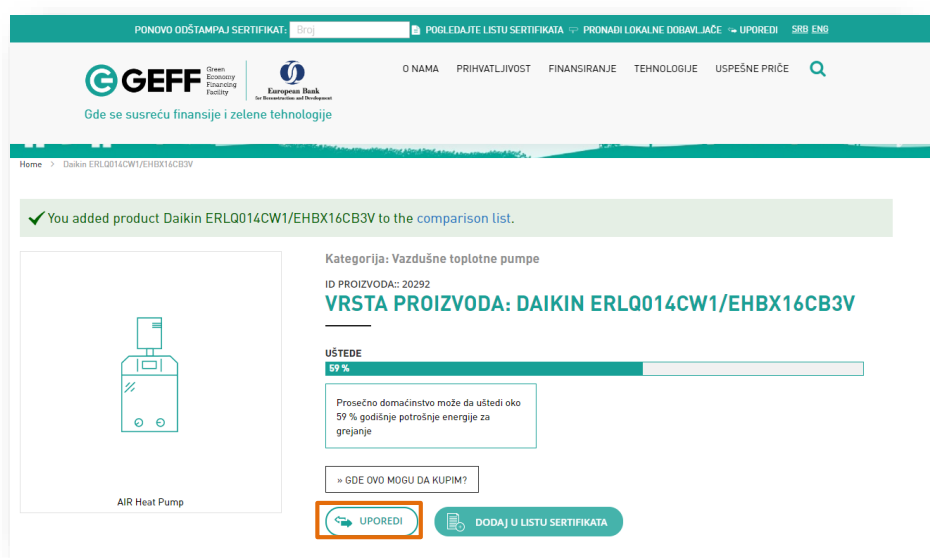 PONOVO ODŠTAMPAJ SERTIFIKAT: Broj POGLEDAJTE LISTU SERTIFIKATA PRONAĐI LOKALNE DOBAVLJAČE UPOREDI SRB ENG
GEFF
Green
Economy
Financing
Facility
European Bank
for Reconstruction and Development
O NAMA PRIHVATLJIVOST FINANSIRANJE TEHNOLOGIJE USPEŠNE PRIČE
Gde se susreću finansije i zelene tehnologije
Home > Daikin ERLQ014CW1/EHBX16CB3V
You added product Daikin ERLQ014CW1/EHBX16CB3V to the comparison list.
Kategorija: Vazdušne toplotne pumpe
ID PROIZVODA:: 20292
VRSTA PROIZVODA: DAIKIN ERLQ014CW1/EHBX16CB3V
UŠTEDE
59 %
Prosečno domaćinstvo može da uštedi oko
59 % godišnje potrošnje energije za
grejanje
» GDE OVO MOGU DA KUPIM?
AIR Heat Pump
UPOREDI
DODAJ U LISTU SERTIFIKATA